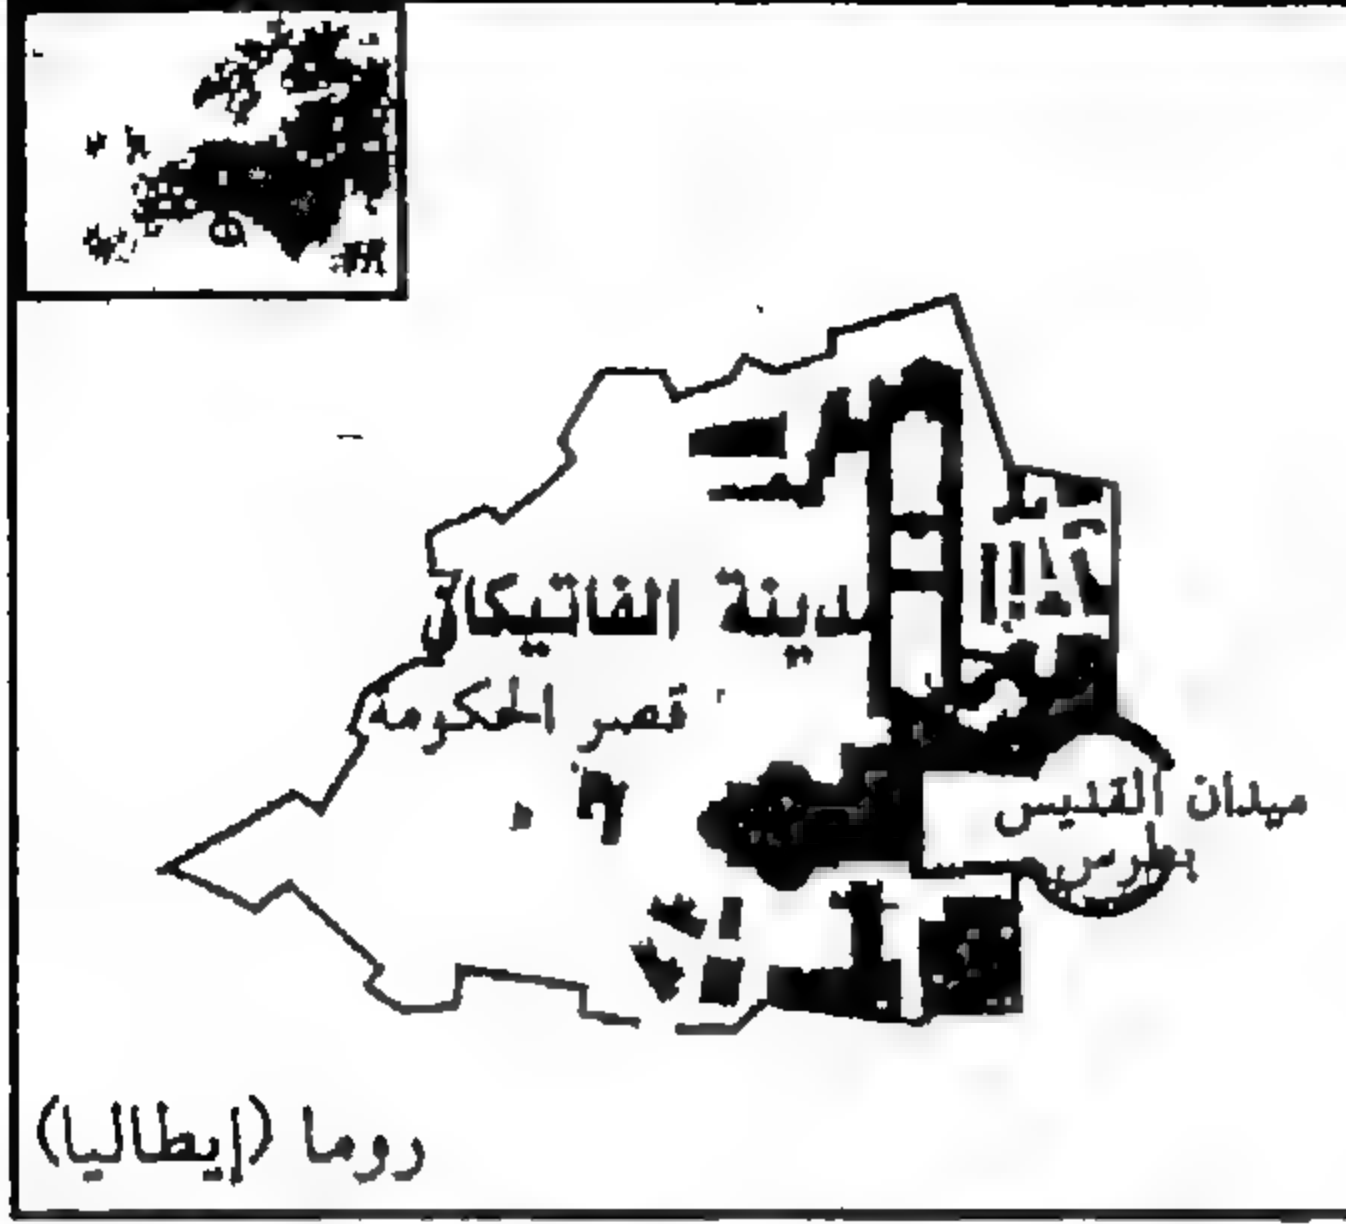 مدينة الفاتيكان
قصر الحكومة
ميدان القديس
بطرس
روما (إيطاليا)